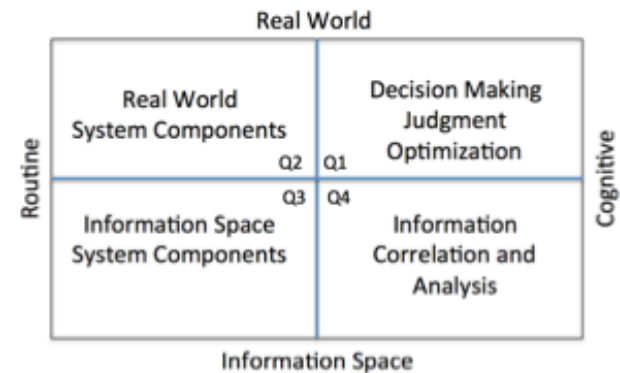 Real World
Routine
Real World
System Components
Q2
Decision Making
Judgment
Optimization
Q1
Cognitive
Q3
Information Space
System Components
Q4
Information
Correlation and
Analysis
Information Space